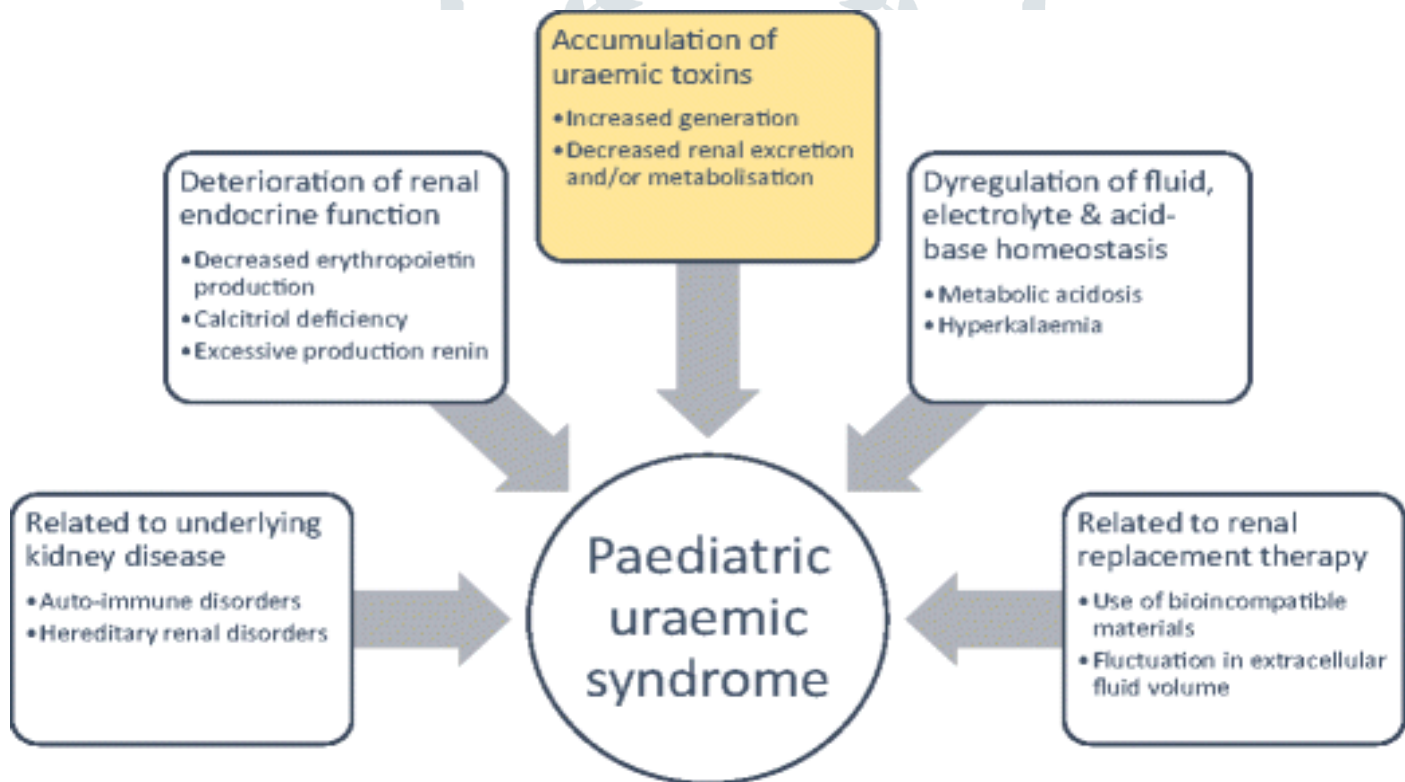 Accumulation of
uraemic toxins
•Increased generation
•Decreased renal excretion
and/or metabolisation
Deterioration of renal
endocrine function
•Decreased erythropoietin
production
•Calcitriol deficiency
•Excessive production renin
Dyregulation of fluid,
electrolyte & acid-
base homeostasis
•Metabolic acidosis
•Hyperkalaemia
Related to underlying
kidney disease
•Auto-immune disorders
•Hereditary renal disorders
Paediatric
uraemic
syndrome
Related to renal
replacement therapy
•Use of bioincompatible
materials
•Fluctuation in extracellular
fluid volume